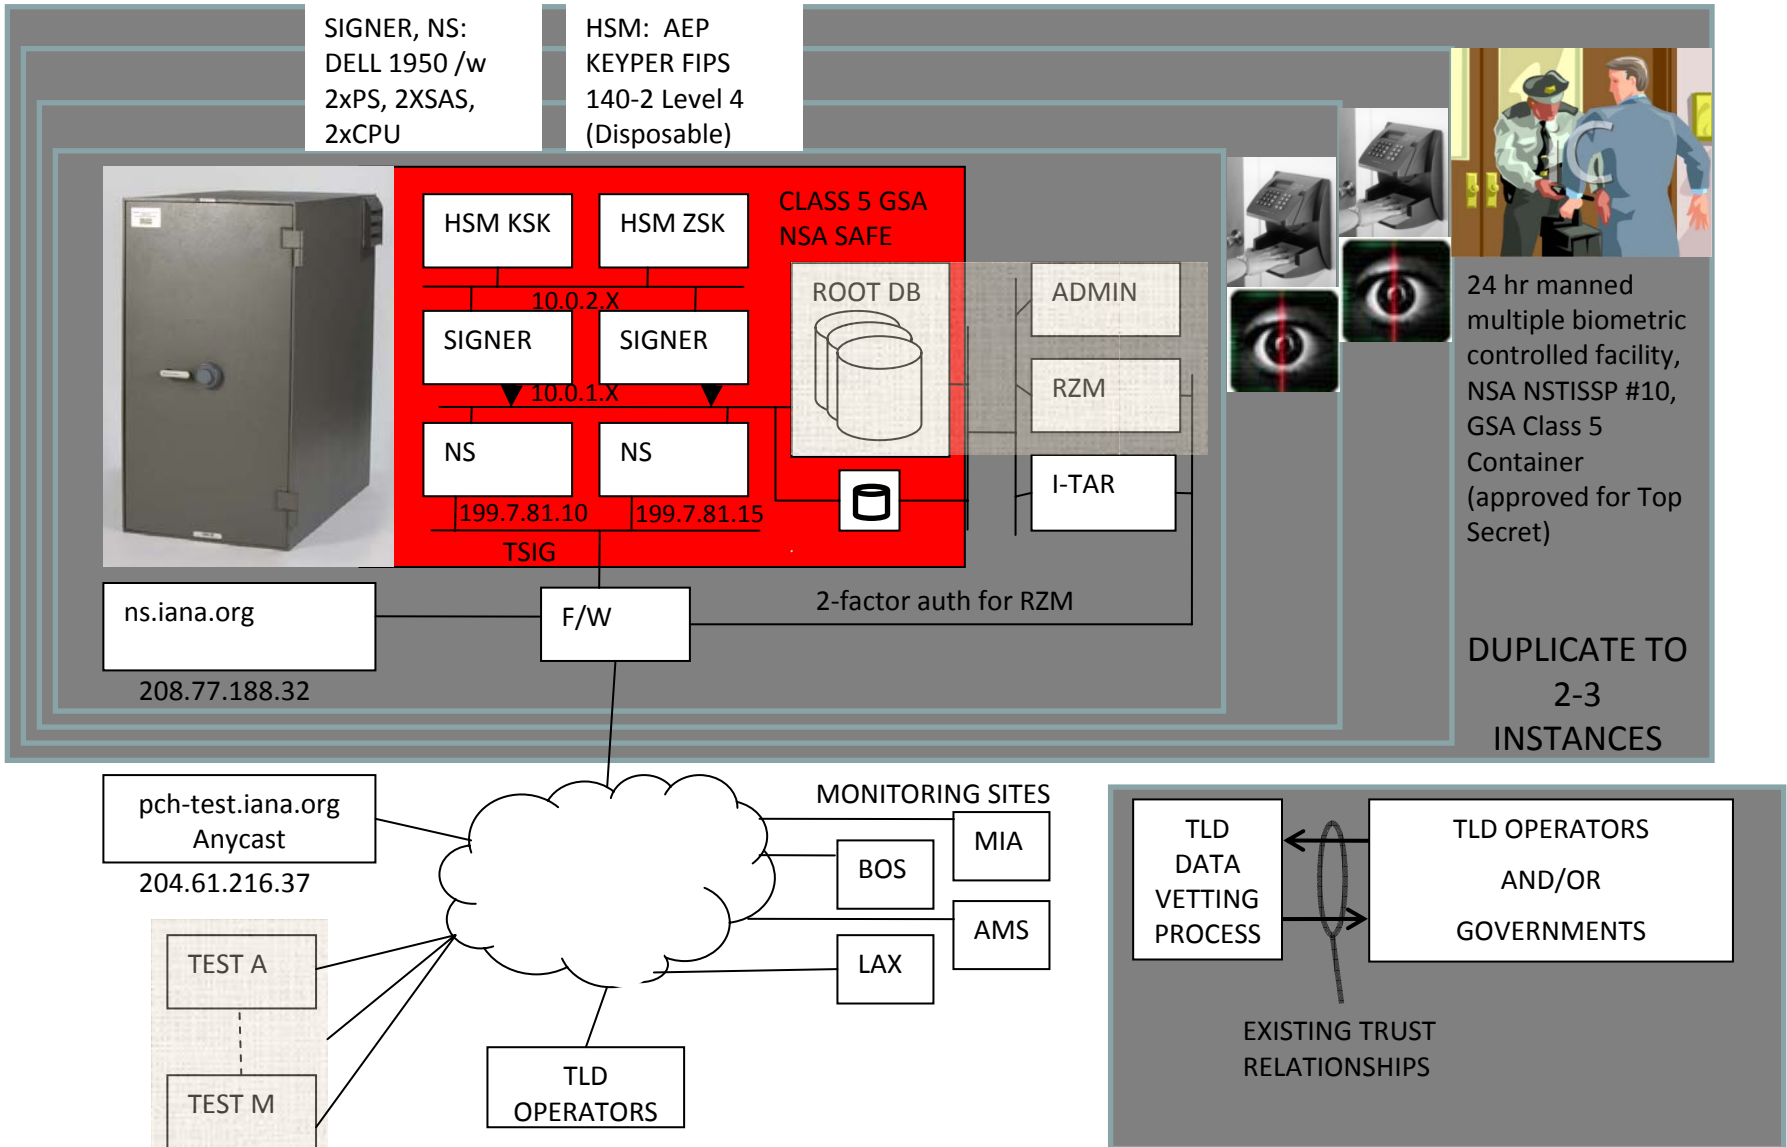 SIGNER, NS:
DELL 1950 /w
2xPS, 2XSAS,
2xCPU
HSM: AEP
KEYPER FIPS
140-2 Level 4
(Disposable)
HSM KSK
HSM ZSK
CLASS 5 GSA
NSA SAFE
10.0.2.X
SIGNER
SIGNER
10.0.1.X
NS
NS
199.7.81.10
199.7.81.15
TSIG
ROOT DB
ADMIN
RZM
I-TAR
24 hr manned
multiple biometric
controlled facility,
NSA NSTISSP #10,
GSA Class 5
Container
(approved for Top
Secret)
ns.iana.org
208.77.188.32
F/W
2-factor auth for RZM
DUPLICATE TO
2-3
INSTANCES
pch-test.iana.org
Anycast
204.61.216.37
MONITORING SITES
MIA
BOS
AMS
LAX
TEST A
TEST M
TLD
OPERATORS
TLD
DATA
VETTING
PROCESS
TLD OPERATORS
AND/OR
GOVERNMENTS
EXISTING TRUST
RELATIONSHIPS